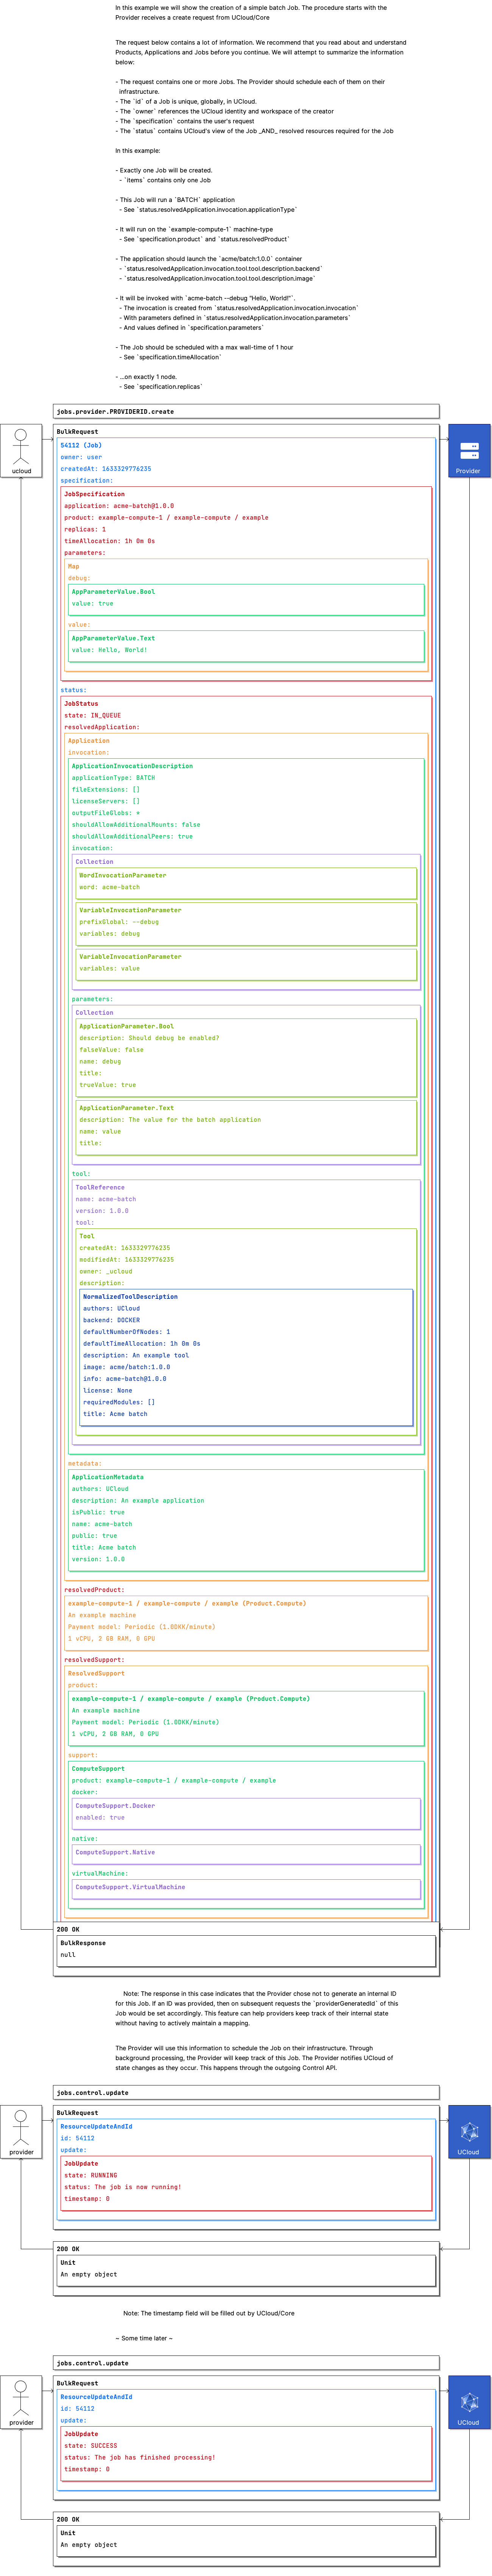 In this example we will show the creation of a simple batch Job. The procedure starts with the
Provider receives a create request from UCloud/Core
The request below contains a lot of information. We recommend that you read about and understand
Products, Applications and Jobs before you continue. We will attempt to summarize the information
below:
- The request contains one or more Jobs. The Provider should schedule each of them on their
infrastructure.
- The `id` of a Job is unique, globally, in UCloud.
- The `owner` references the UCloud identity and workspace of the creator
- The `specification` contains the user's request
- The `status` contains UCloud's view of the Job _AND_ resolved resources required for the Job
In this example:
- Exactly one Job will be created.
- `items` contains only one Job
- This Job will run a `BATCH` application
- See `status.resolvedApplication.invocation.applicationType`
- It will run on the `example-compute-1` machine-type
- See `specification.product` and `status.resolvedProduct`
- The application should launch the `acme/batch:1.0.0` container
- `status.resolvedApplication.invocation.tool.tool.description.backend`
- `status.resolvedApplication.invocation.tool.tool.description.image`
- It will be invoked with `acme-batch --debug "Hello, World!"`.
- The invocation is created from `status.resolvedApplication.invocation.invocation`
- With parameters defined in `status.resolvedApplication.invocation.parameters`
- And values defined in `specification.parameters`
- The Job should be scheduled with a max wall-time of 1 hour
- See `specification.timeAllocation`
- ...on exactly 1 node.
- See `specification.replicas`
jobs.provider.PROVIDERID.create
ucloud
Provider
BulkRequest
54112 (Job)
owner: user
createdAt: 1633329776235
specification:
JobSpecification
application: acme-batch@1.0.0
product: example-compute-1 / example-compute / example
replicas: 1
timeAllocation: 1h 0m 0s
parameters:
Map
debug:
AppParameterValue.Bool
value: true
value:
AppParameterValue.Text
value: Hello, World!
status:
JobStatus
state: IN_QUEUE
resolvedApplication:
Application
invocation:
ApplicationInvocationDescription
applicationType: BATCH
fileExtensions: []
licenseServers: []
outputFileGlobs: *
shouldAllowAdditionalMounts: false
shouldAllowAdditionalPeers: true
invocation:
Collection
WordInvocationParameter
word: acme-batch
VariableInvocationParameter
prefixGlobal: --debug
variables: debug
VariableInvocationParameter
variables: value
parameters:
Collection
ApplicationParameter.Bool
description: Should debug be enabled?
falseValue: false
name: debug
title:
trueValue: true
ApplicationParameter.Text
description: The value for the batch application
name: value
title:
tool:
ToolReference
name: acme-batch
version: 1.0.0
tool:
Tool
createdAt: 1633329776235
modifiedAt: 1633329776235
owner: _ucloud
description:
NormalizedToolDescription
authors: UCloud
backend: DOCKER
defaultNumberOfNodes: 1
defaultTimeAllocation: 1h 0m 0s
description: An example tool
image: acme/batch:1.0.0
info: acme-batch@1.0.0
license: None
requiredModules: []
title: Acme batch
metadata:
ApplicationMetadata
authors: UCloud
description: An example application
isPublic: true
name: acme-batch
public: true
title: Acme batch
version: 1.0.0
resolvedProduct:
example-compute-1 / example-compute / example (Product.Compute)
An example machine
Payment model: Periodic (1.0DKK/minute)
1 vCPU, 2 GB RAM, 0 GPU
resolvedSupport:
ResolvedSupport
product:
example-compute-1 / example-compute / example (Product.Compute)
An example machine
Payment model: Periodic (1.0DKK/minute)
1 vCPU, 2 GB RAM, 0 GPU
support:
ComputeSupport
product: example-compute-1 / example-compute / example
docker:
ComputeSupport.Docker
enabled: true
native:
ComputeSupport.Native
virtualMachine:
ComputeSupport.VirtualMachine
200 OK
BulkResponse
null
Note: The response in this case indicates that the Provider chose not to generate an internal ID
for this Job. If an ID was provided, then on subsequent requests the `providerGeneratedId` of this
Job would be set accordingly. This feature can help providers keep track of their internal state
without having to actively maintain a mapping.
The Provider will use this information to schedule the Job on their infrastructure. Through
background processing, the Provider will keep track of this Job. The Provider notifies UCloud of
state changes as they occur. This happens through the outgoing Control API.
jobs.control.update
provider
UCloud
BulkRequest
ResourceUpdateAndId
id: 54112
update:
JobUpdate
state: RUNNING
status: The job is now running!
timestamp: 0
200 OK
Unit
An empty object
Note: The timestamp field will be filled out by UCloud/Core
~ Some time later ~
jobs.control.update
provider
UCloud
BulkRequest
ResourceUpdateAndId
id: 54112
update:
JobUpdate
state: SUCCESS
status: The job has finished processing!
timestamp: 0
200 OK
Unit
An empty object